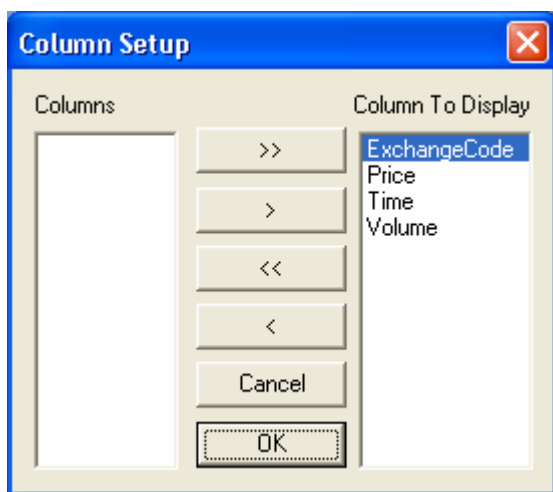 Column Setup
Columns
Column To Display
>>
>
<<
<
Cancel
OK
ExchangeCode
Price
Time
Volume